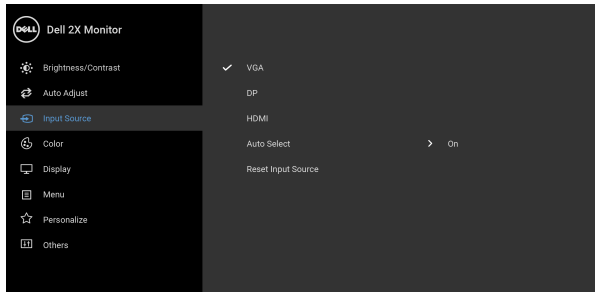 DELL Dell 2X Monitor
Brightness/Contrast
Auto Adjust
Input Source
Color
Display
Menu
Personalize
Others
VGA
DP
HDMI
Auto Select On
Reset Input Source